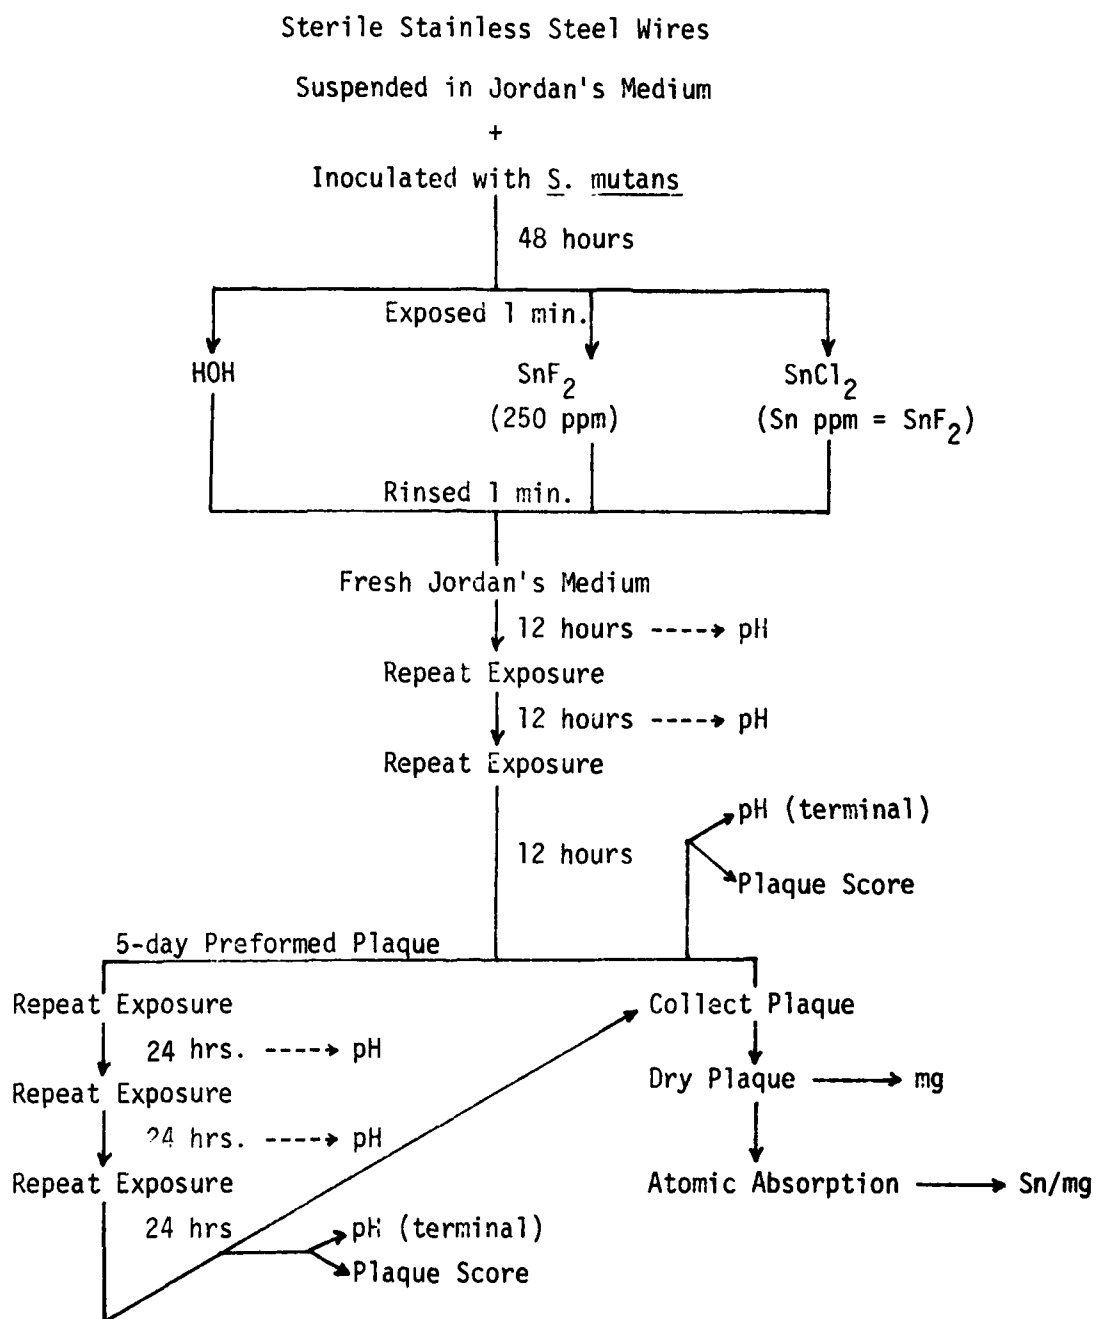 Sterile Stainless Steel Wires
Suspended in Jordan's Medium
+
Inoculated with S. mutans
48 hours
Exposed 1 min.
HOH
SnF2
(250 ppm)
SnCl2
(Sn ppm = SnF2)
Rinsed 1 min.
Fresh Jordan's Medium
12 hours pH
Repeat Exposure
12 hours pH
Repeat Exposure
12 hours
pH (terminal)
Plaque Score
5-day Preformed Plaque
Repeat Exposure
24 hrs. pH
Repeat Exposure
24 hrs. pH
Repeat Exposure
24 hrs
pH (terminal)
Plaque Score
Collect Plaque
Dry Plaque mg
Atomic Absorption Sn/mg